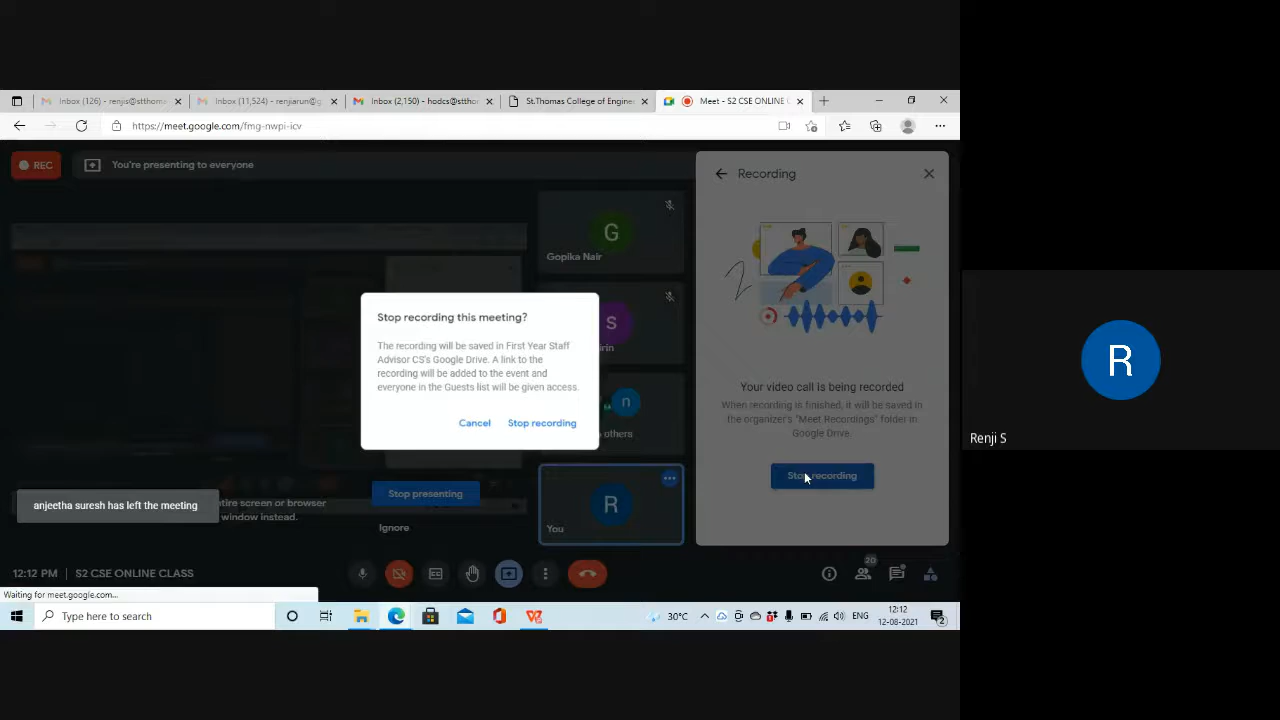 Inbox (126) - renjis@stthoma
Inbox (11,524) - renjiarun@g
Inbox (2,150) - hodcs@stthor
St.Thomas College of Engine
Meet - S2 CSE ONLINE C
https://meet.google.com/fmg-nwpi-icv
REC
You're presenting to everyone
Recording
G
Gopika Nair
S
irin
n
others
R
You
Stop recording this meeting?
The recording will be saved in First Year Staff
Advisor CS's Google Drive. A link to the
recording will be added to the event and
everyone in the Guests list will be given access.
Cancel
Stop recording
Your video call is being recorded
When recording is finished, it will be saved in
the organizer's "Meet Recordings" folder in
Google Drive.
Stop recording
anjeetha suresh has left the meeting
ntire screen or browser
window instead.
Stop presenting
Ignore
12:12 PM | S2 CSE ONLINE CLASS
20
Waiting for meet.google.com...
Type here to search
30°C
ENG
12:12
12-08-2021
2
R
Renji S